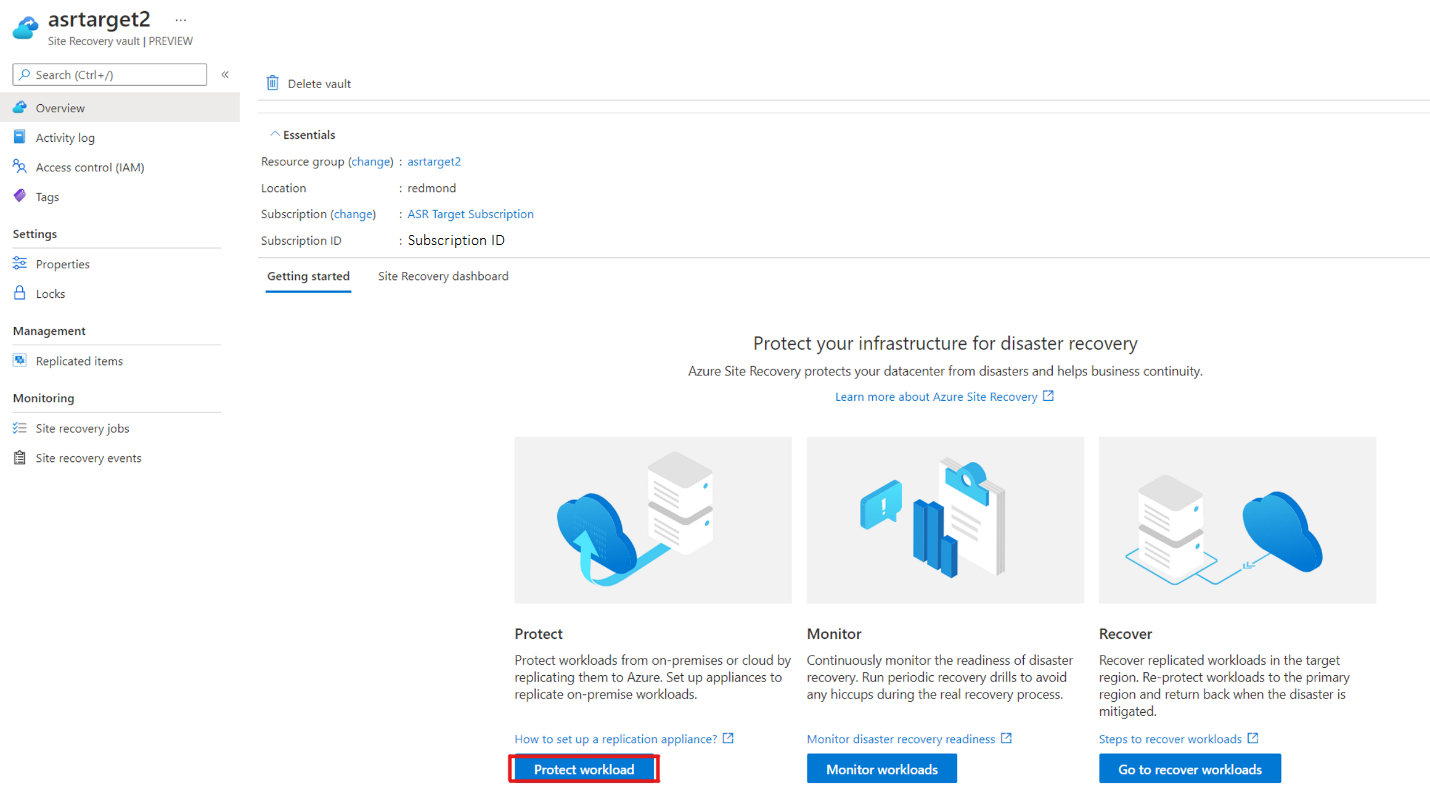 asrtarget2 ...
Site Recovery vault | PREVIEW
Search (Ctrl+/)
«
Overview
Activity log
Access control (IAM)
Tags
Settings
Properties
Locks
Management
Replicated items
Monitoring
Site recovery jobs
Site recovery events
Delete vault
Essentials
Resource group (change) : asrtarget2
Location : redmond
Subscription (change) : ASR Target Subscription
Subscription ID : Subscription ID
Getting started Site Recovery dashboard
Protect your infrastructure for disaster recovery
Azure Site Recovery protects your datacenter from disasters and helps business continuity.
Learn more about Azure Site Recovery
Protect
Protect workloads from on-premises or cloud by
replicating them to Azure. Set up appliances to
replicate on-premise workloads.
How to set up a replication appliance?
Protect workload
Monitor
Continuously monitor the readiness of disaster
recovery. Run periodic recovery drills to avoid
any hiccups during the real recovery process.
Monitor disaster recovery readiness
Monitor workloads
Recover
Recover replicated workloads in the target
region. Re-protect workloads to the primary
region and return back when the disaster is
mitigated.
Steps to recover workloads
Go to recover workloads